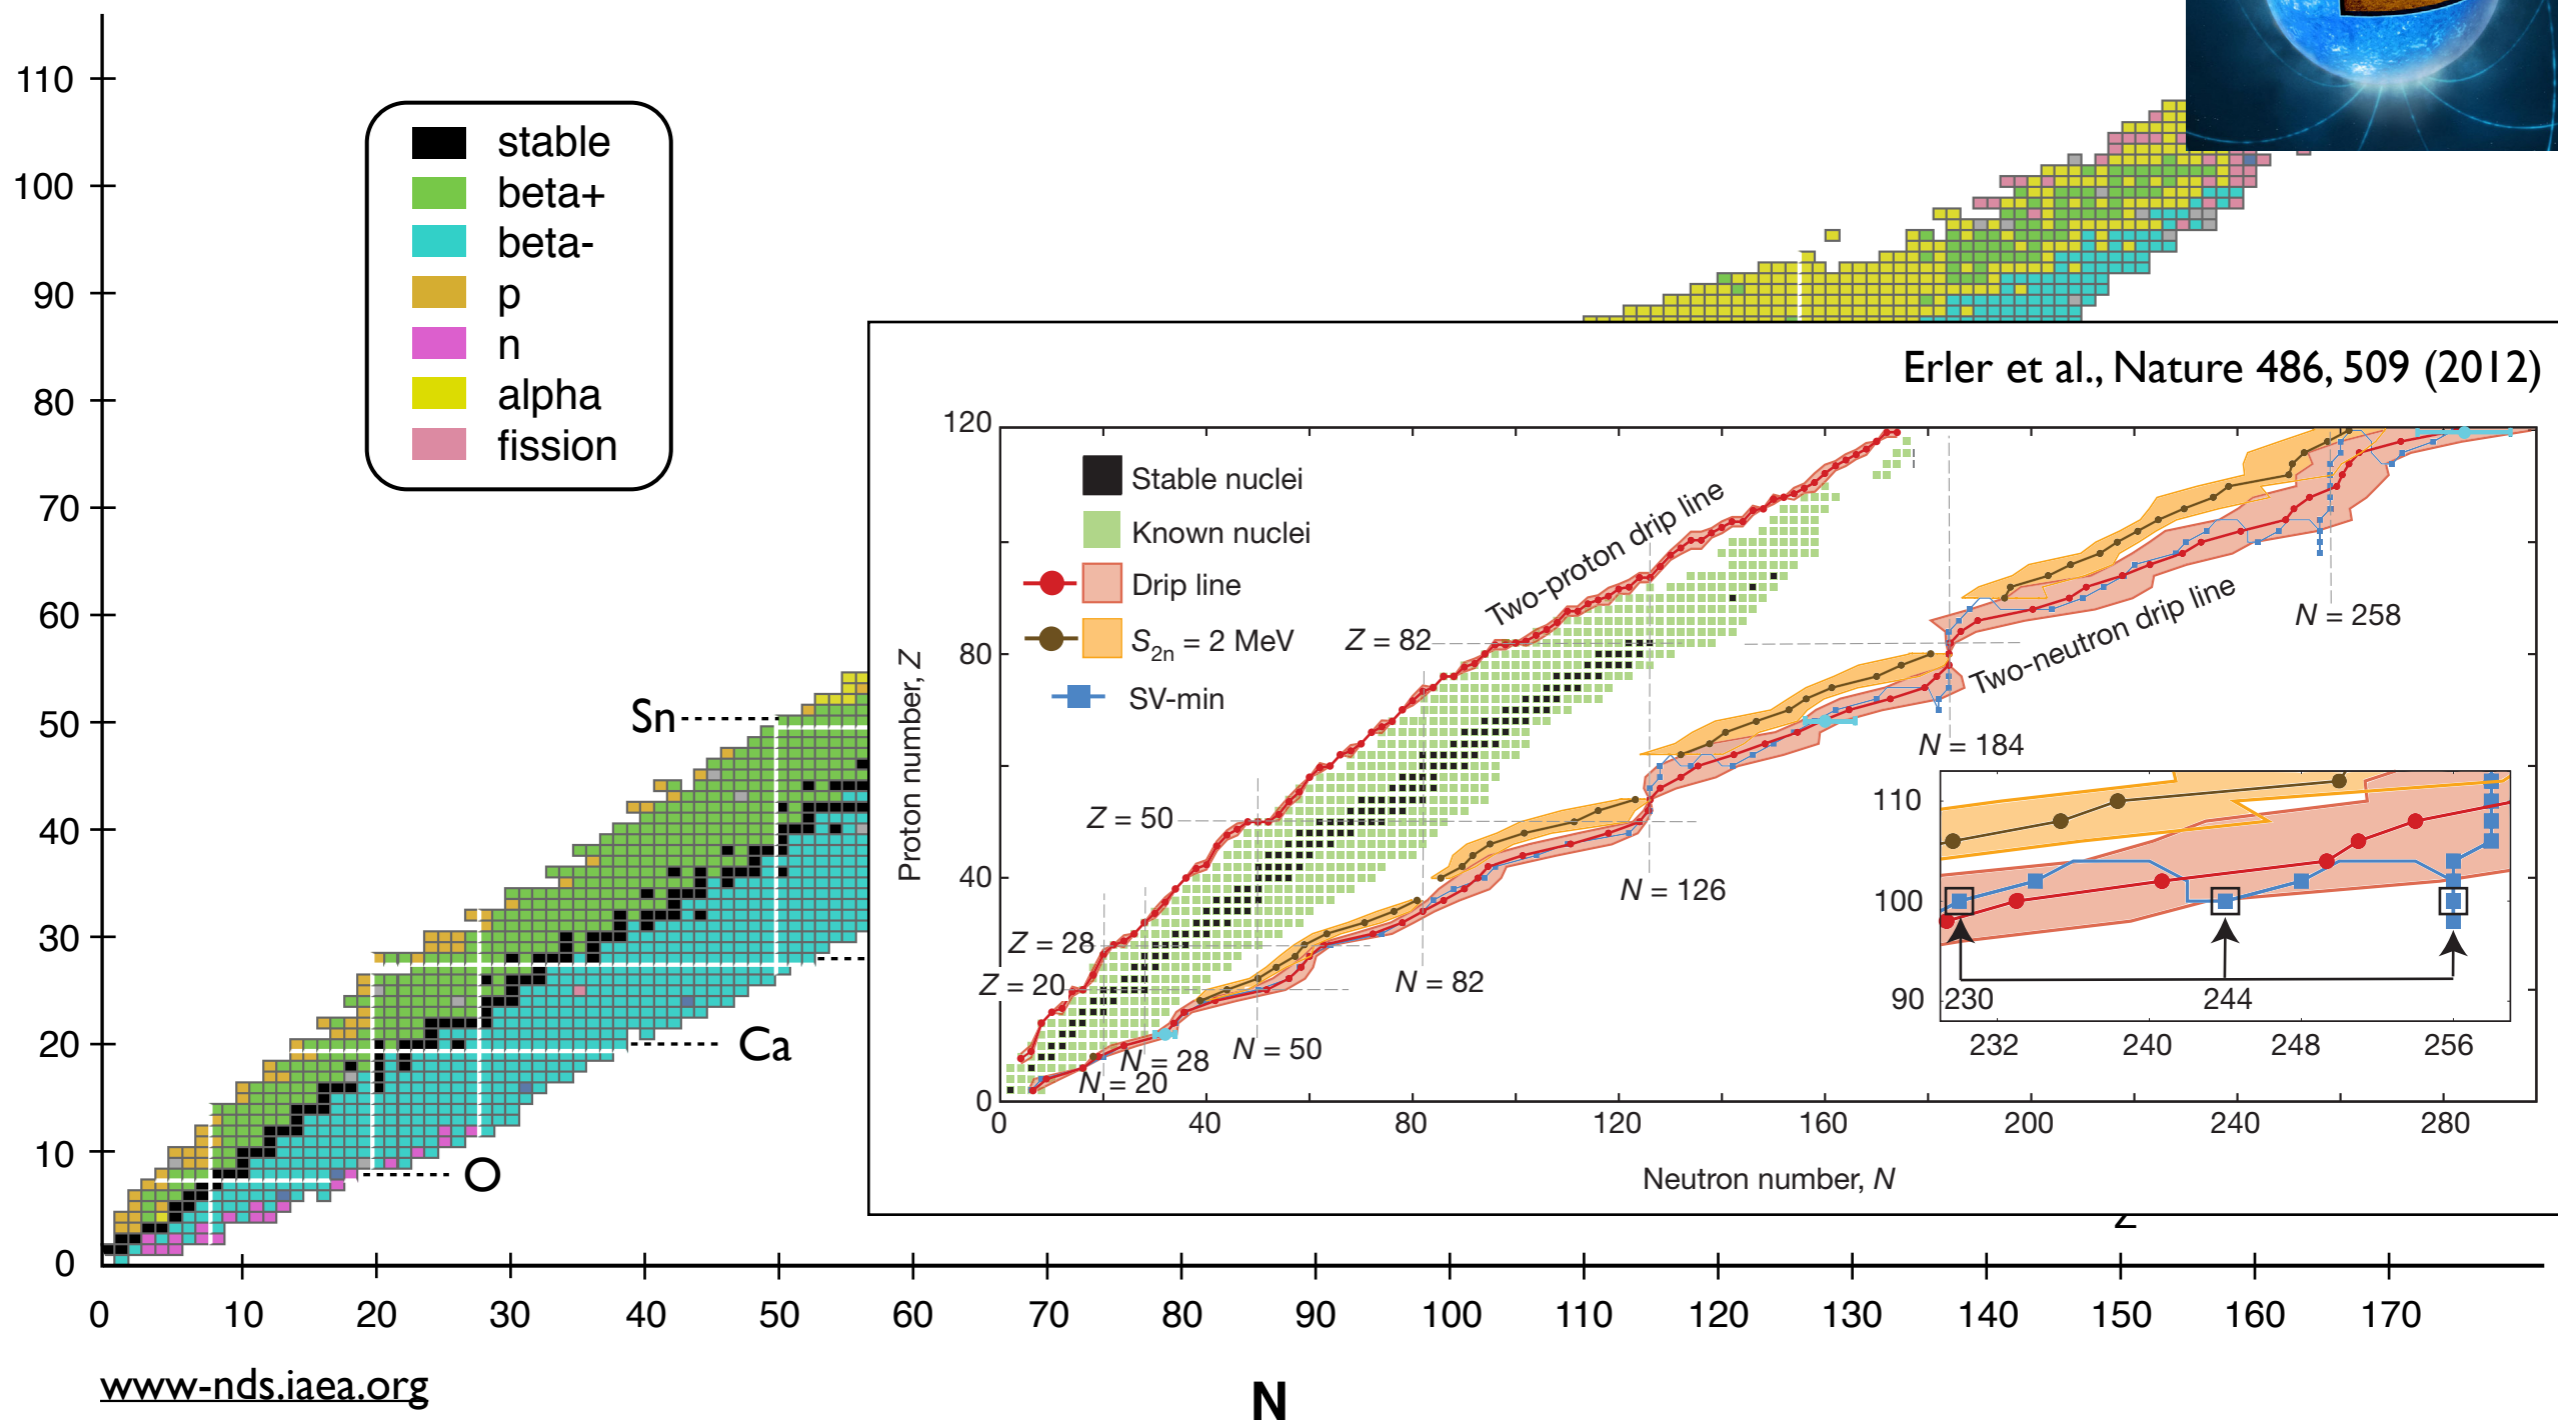 110
100
90
80
70
60
50
40
30
20
10
0
stable
beta+
beta-
p
n
alpha
fission
Sn
Ca
O
Erler et al., Nature 486, 509 (2012)
120
80
40
0
Proton number, Z
Stable nuclei
Known nuclei
Drip line
S2n = 2 MeV
SV-min
Two-proton drip line
Two-neutron drip line
Z = 82
Z = 50
Z = 28
Z = 20
N = 258
N = 184
N = 126
N = 82
N = 50
N = 28
N = 20
110
100
90
230
244
232 240 248 256
0 40 80 120 160 200 240 280
Neutron number, N
0 10 20 30 40 50 60 70 80 90 100 110 120 130 140 150 160 170
www-nds.iaea.org
N